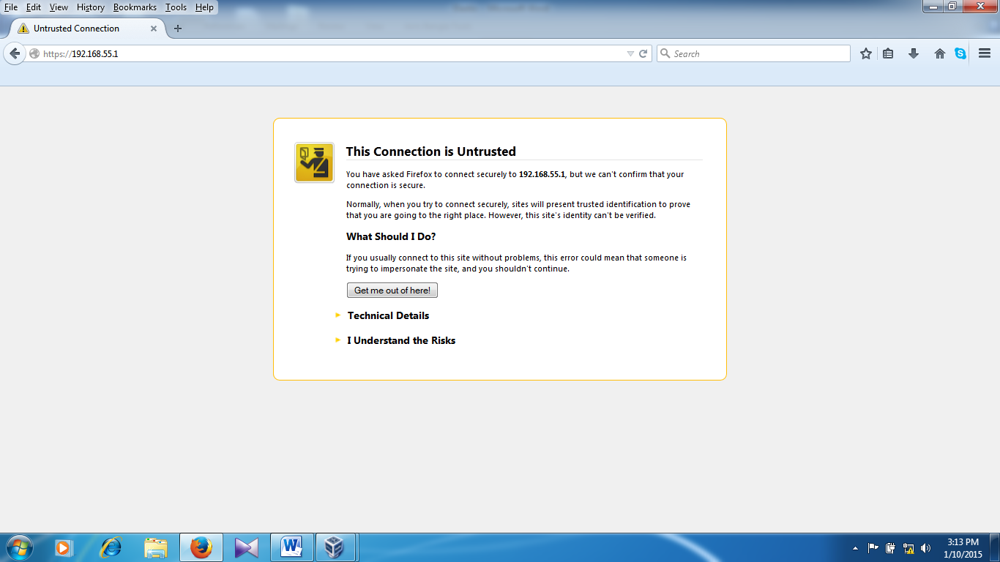 File Edit View History Bookmarks Tools Help
Untrusted Connection
https://192.168.55.1
Search
This Connection is Untrusted
You have asked Firefox to connect securely to 192.168.55.1, but we can't confirm that your
connection is secure.
Normally, when you try to connect securely, sites will present trusted identification to prove
that you are going to the right place. However, this site's identity can't be verified.
What Should I Do?
If you usually connect to this site without problems, this error could mean that someone is
trying to impersonate the site, and you shouldn't continue.
Get me out of here!
Technical Details
I Understand the Risks
3:13 PM
1/10/2015